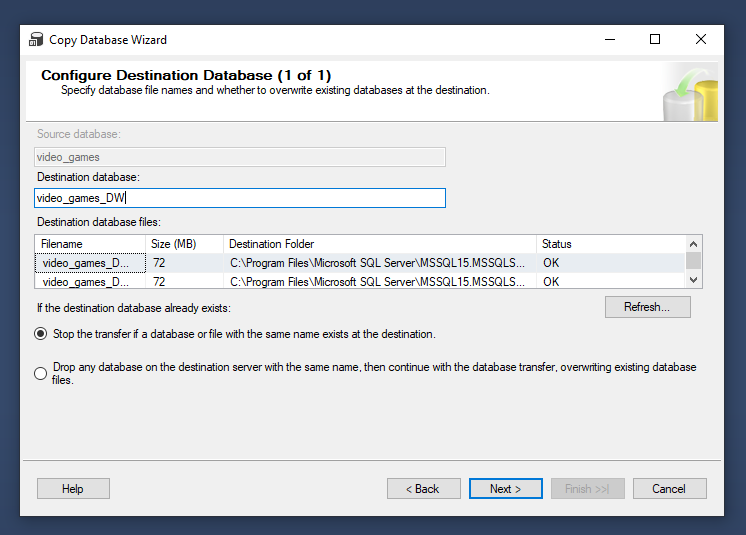 Copy Database Wizard
Configure Destination Database (1 of 1)
Specify database file names and whether to overwrite existing databases at the destination.
Source database:
video_games
Destination database:
video_games_DW
Destination database files:
Filename Size (MB) Destination Folder Status
video_games_D... 72 C:\Program Files\Microsoft SQL Server\MSSQL15.MSSQLS... OK
video_games_D... 72 C:\Program Files\Microsoft SQL Server\MSSQL15.MSSQLS... OK
If the destination database already exists:
Refresh...
Stop the transfer if a database or file with the same name exists at the destination.
Drop any database on the destination server with the same name, then continue with the database transfer, overwriting existing database
files.
Help < Back Next > Finish >>| Cancel